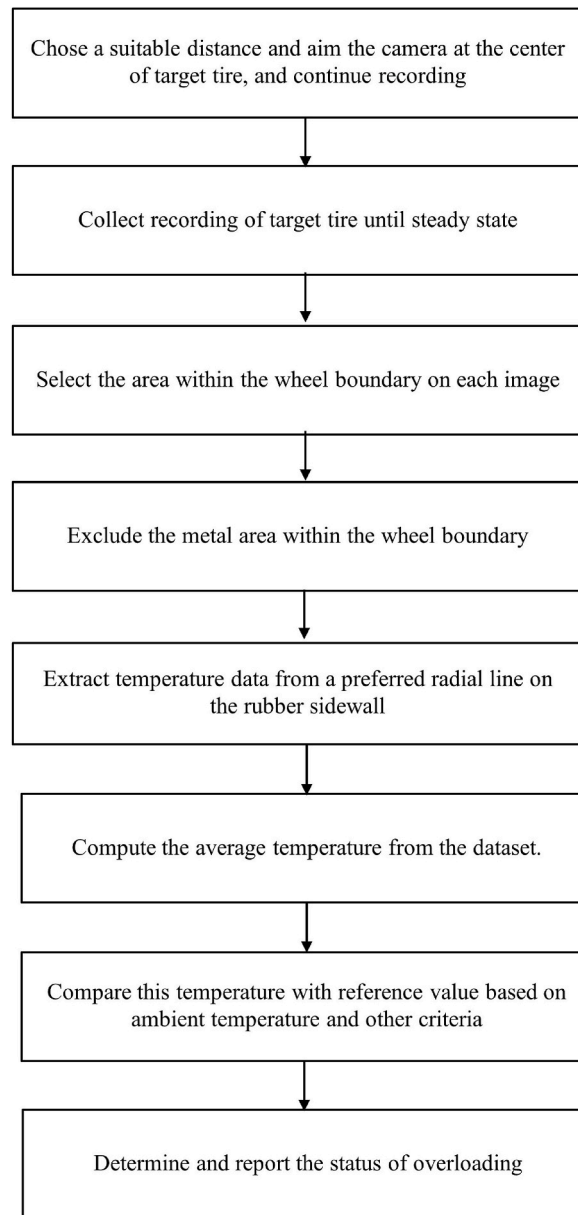 Chose a suitable distance and aim the camera at the center
of target tire, and continue recording
Collect recording of target tire until steady state
Select the area within the wheel boundary on each image
Exclude the metal area within the wheel boundary
Extract temperature data from a preferred radial line on
the rubber sidewall
Compute the average temperature from the dataset.
Compare this temperature with reference value based on
ambient temperature and other criteria
Determine and report the status of overloading